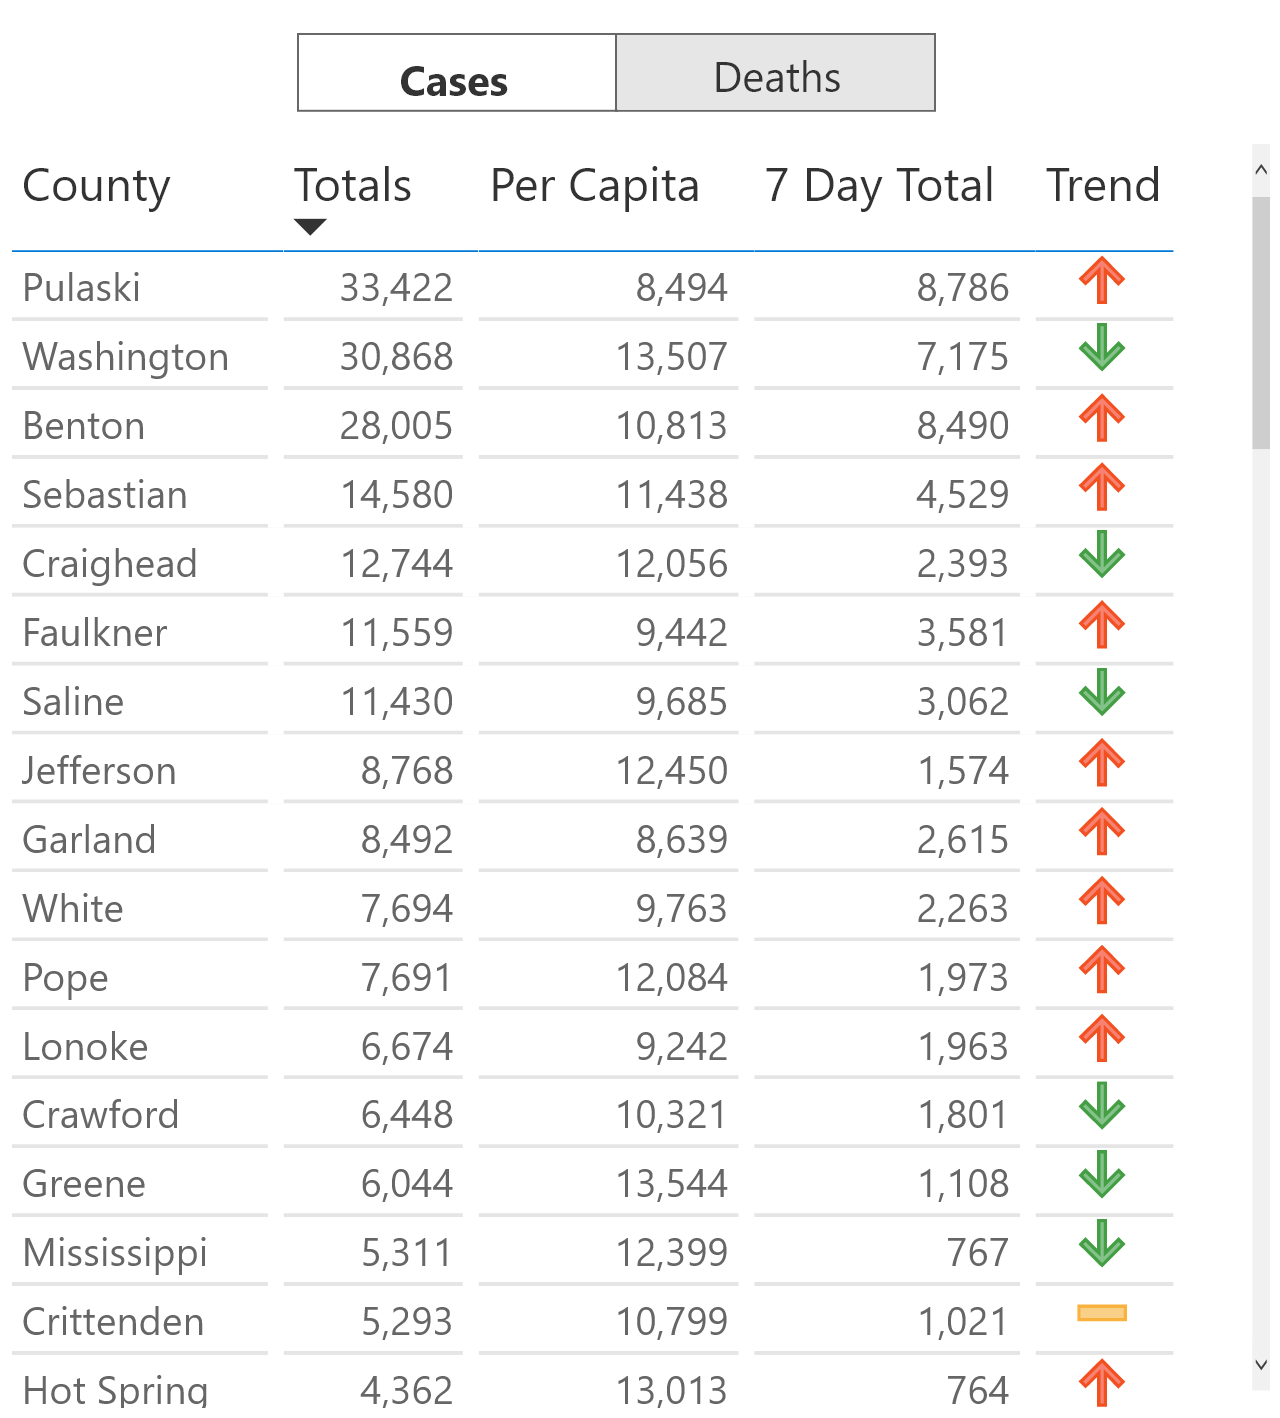 Cases Deaths
County Totals Per Capita 7 Day Total Trend
Pulaski 33,422 8,494 8,786
Washington 30,868 13,507 7,175
Benton 28,005 10,813 8,490
Sebastian 14,580 11,438 4,529
Craighead 12,744 12,056 2,393
Faulkner 11,559 9,442 3,581
Saline 11,430 9,685 3,062
Jefferson 8,768 12,450 1,574
Garland 8,492 8,639 2,615
White 7,694 9,763 2,263
Pope 7,691 12,084 1,973
Lonoke 6,674 9,242 1,963
Crawford 6,448 10,321 1,801
Greene 6,044 13,544 1,108
Mississippi 5,311 12,399 767
Crittenden 5,293 10,799 1,021
Hot Spring 4,362 13,013 764